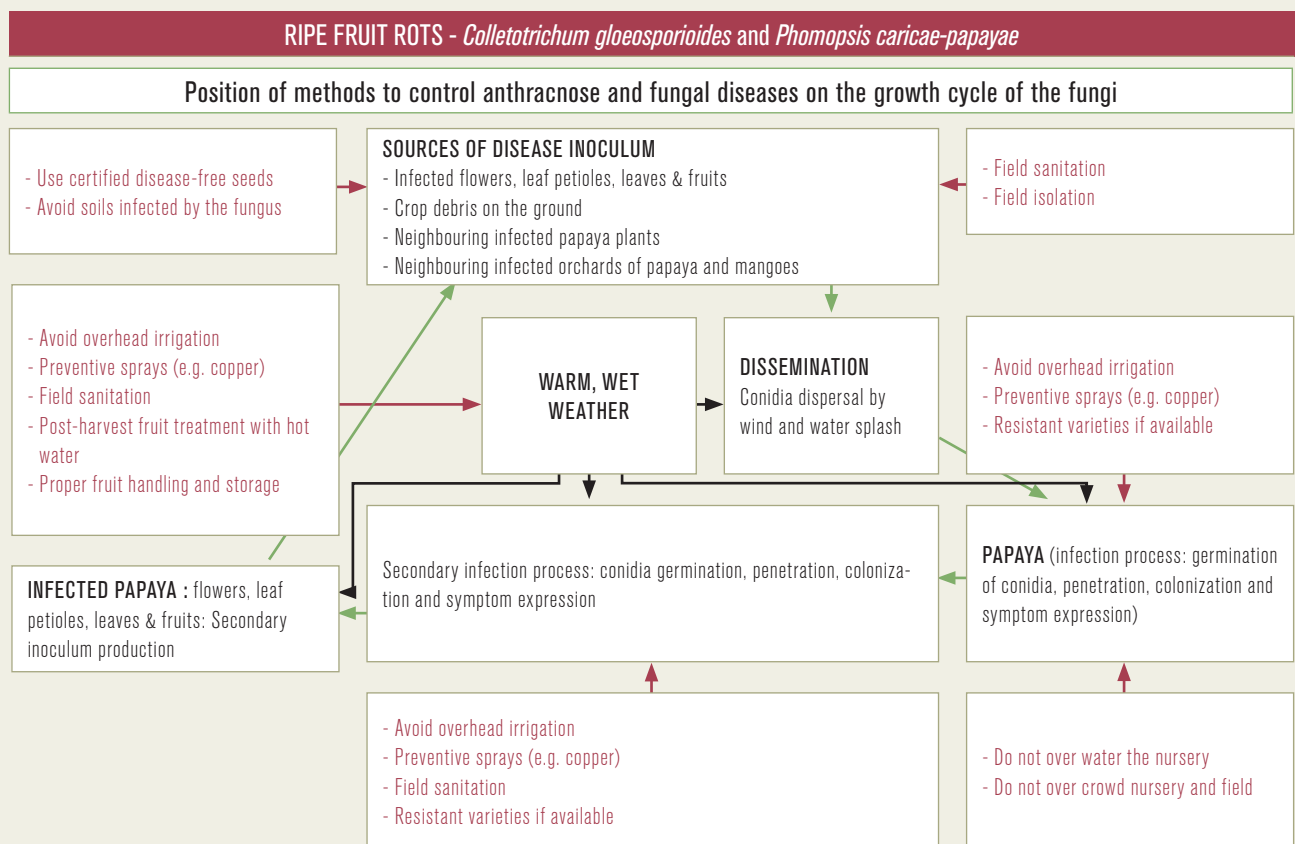 RIPE FRUIT ROTS - Colletotrichum gloeosporioides and Phomopsis caricae-papayae
Position of methods to control anthracnose and fungal diseases on the growth cycle of the fungi
- Use certified disease-free seeds
- Avoid soils infected by the fungus
SOURCES OF DISEASE INOCULUM
- Infected flowers, leaf petioles, leaves & fruits
- Crop debris on the ground
- Neighbouring infected papaya plants
- Neighbouring infected orchards of papaya and mangoes
- Field sanitation
- Field isolation
- Avoid overhead irrigation
- Preventive sprays (e.g. copper)
- Field sanitation
- Post-harvest fruit treatment with hot
water
- Proper fruit handling and storage
WARM, WET
WEATHER
DISSEMINATION
Conidia dispersal by
wind and water splash
- Avoid overhead irrigation
- Preventive sprays (e.g. copper)
- Resistant varieties if available
INFECTED PAPAYA : flowers, leaf
petioles, leaves & fruits: Secondary
inoculum production
Secondary infection process: conidia germination, penetration, coloniza-
tion and symptom expression
PAPAYA (infection process: germination
of conidia, penetration, colonization and
symptom expression)
- Avoid overhead irrigation
- Preventive sprays (e.g. copper)
- Field sanitation
- Resistant varieties if available
- Do not over water the nursery
- Do not over crowd nursery and field